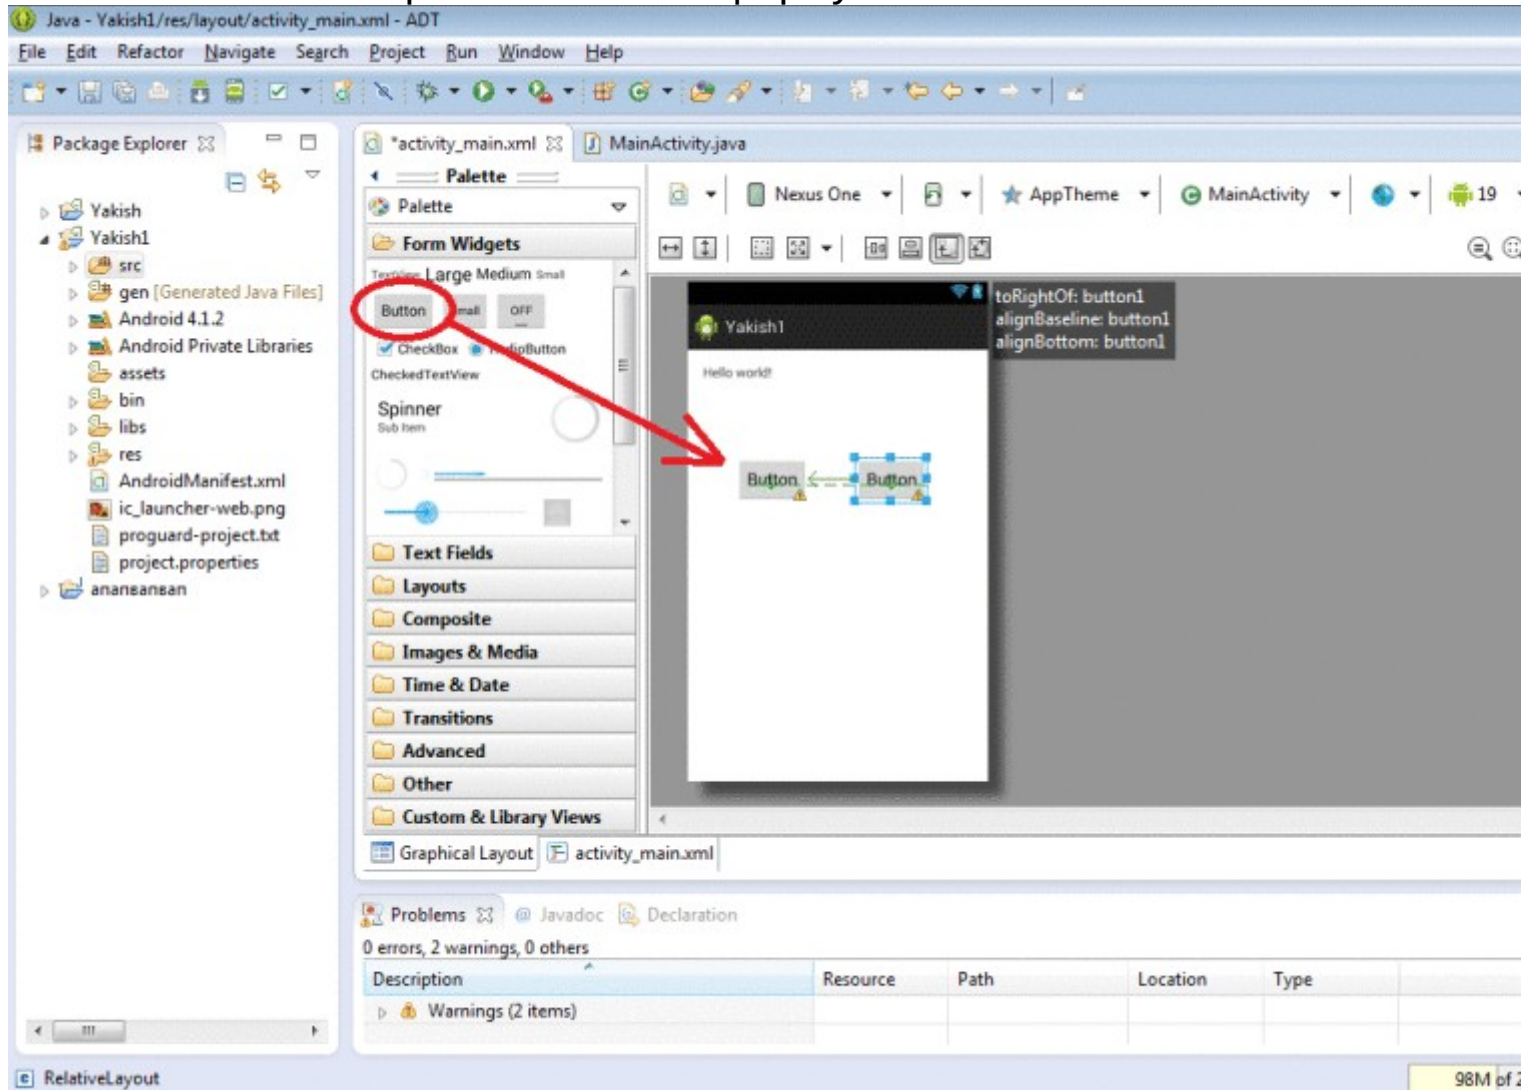 Java - Yakish1/res/layout/activity_main.xml - ADT
File Edit Refactor Navigate Search Project Run Window Help
Package Explorer
Yakish
Yakish1
src
gen [Generated Java Files]
Android 4.1.2
Android Private Libraries
assets
bin
libs
res
AndroidManifest.xml
ic_launcher-web.png
proguard-project.txt
project.properties
*activity_main.xml MainActivity.java
Palette
Palette
Form Widgets
TextView Large Medium Small
Button Small OFF
CheckBox RadioButton
CheckedTextView
Spinner
Sub Item
Text Fields
Layouts
Composite
Images & Media
Time & Date
Transitions
Advanced
Other
Custom & Library Views
Nexus One AppTheme MainActivity 19
Yakish1
Hello world!
Button Button
toRightOf: button1
alignBaseline: button1
alignBottom: button1
Graphical Layout activity_main.xml
Problems @ Javadoc Declaration
0 errors, 2 warnings, 0 others
Description Resource Path Location Type
Warnings (2 items)
RelativeLayout
98M of